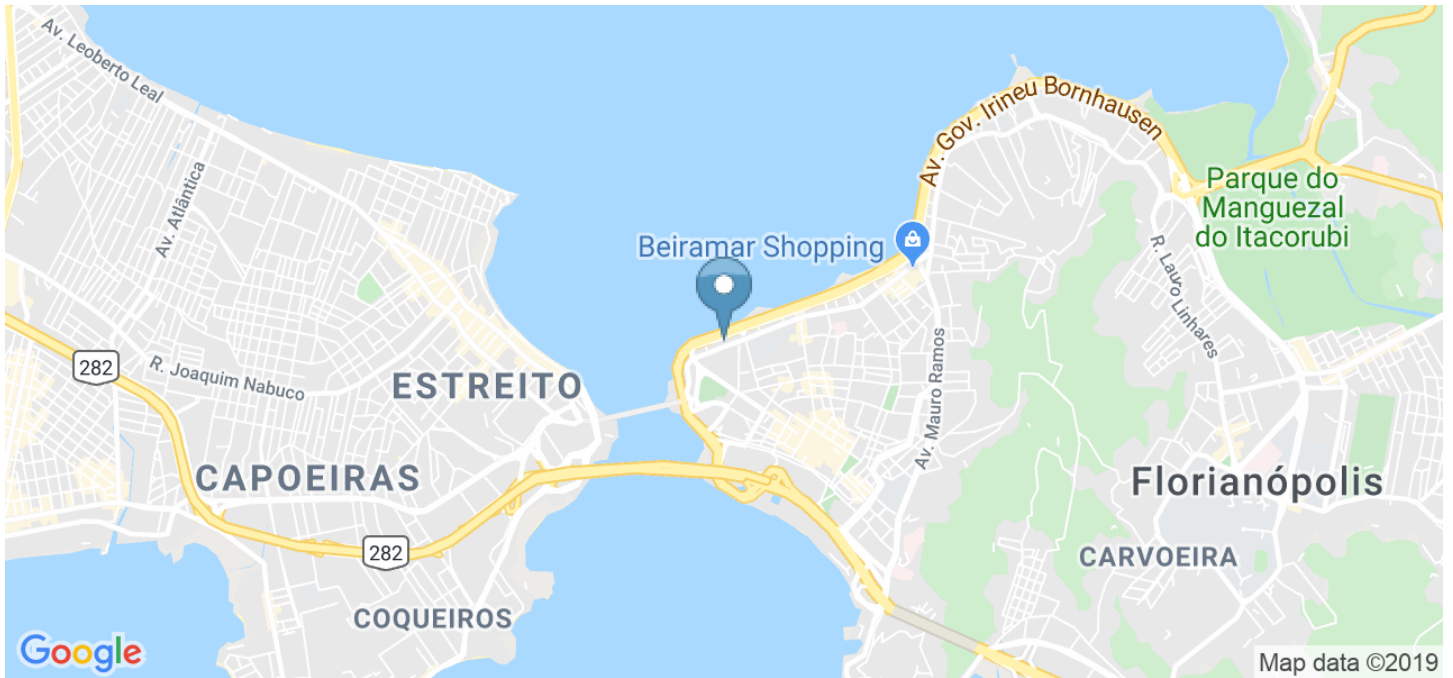 Av. Leoberto Leal
Av. Gov. Irineu Bornhausen
Av. Atlântica
Parque do
Manguezal
do Itacorubi
Beiramar Shopping
R. Lauro Linhares
282
R. Joaquim Nabuco
ESTREITO
Av. Mauro Ramos
CAPOEIRAS
Florianópolis
282
CARVOEIRA
COQUEIROS
Google
Map data ©2019